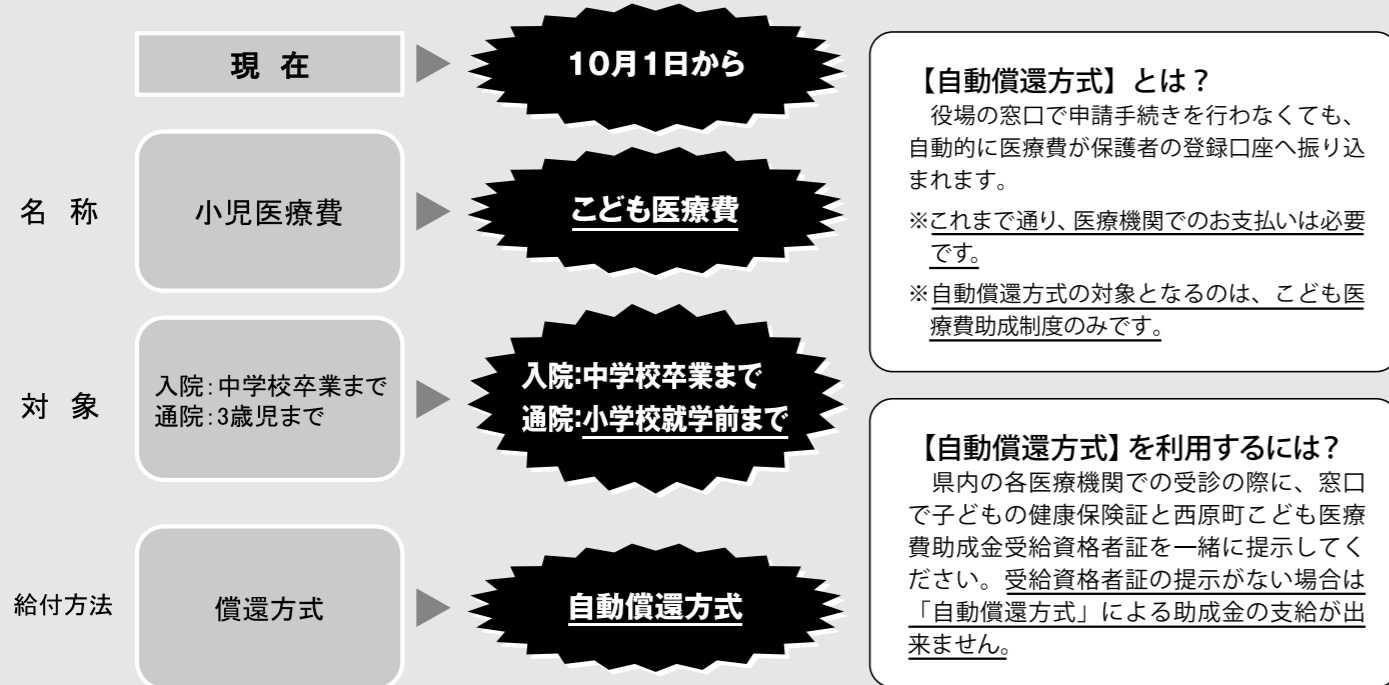 現 在
10月1日から
名 称
小児医療費
こども医療費
対 象
入院:中学校卒業まで
通院:3歳児まで
入院:中学校卒業まで
通院:小学校就学前まで
給付方法
償還方式
自動償還方式
【自動償還方式】とは？
役場の窓口で申請手続きを行わなくても、
自動的に医療費が保護者の登録口座へ振り込
まれます。
※これまで通り、医療機関でのお支払いは必要
です。
※自動償還方式の対象となるのは、こども医
療費助成制度のみです。
【自動償還方式】を利用するには？
県内の各医療機関での受診の際に、窓口
で子どもの健康保険証と西原町こども医療
費助成金受給資格者証を一緒に提示してく
ださい。受給資格者証の提示がない場合は
「自動償還方式」による助成金の支給が出
来ません。